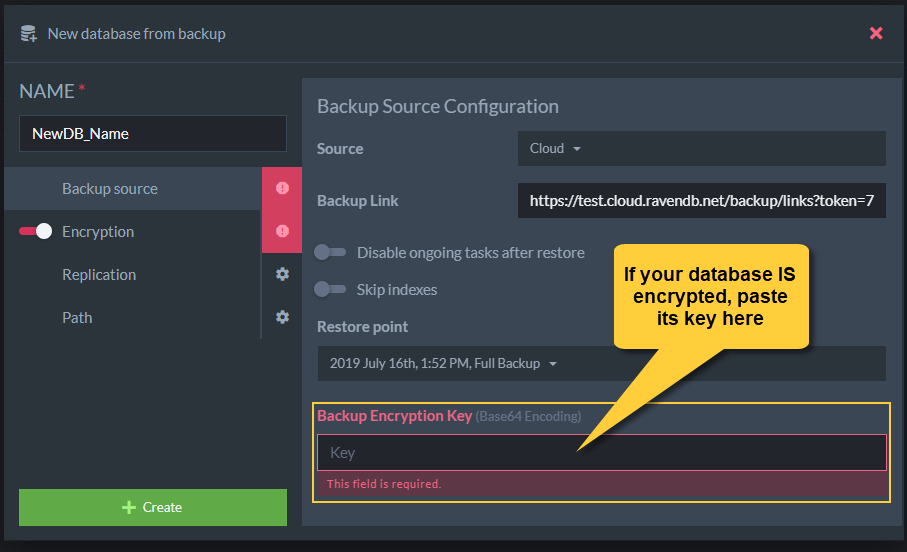 New database from backup
NAME *
NewDB_Name
Backup source
Encryption
Replication
Path
Create
Backup Source Configuration
Source
Cloud
Backup Link
https://test.cloud.ravendb.net/backup/links?token=7
Disable ongoing tasks after restore
Skip indexes
Restore point
2019 July 16th, 1:52 PM, Full Backup
If your database IS
encrypted, paste
its key here
Backup Encryption Key (Base64 Encoding)
Key
This field is required.